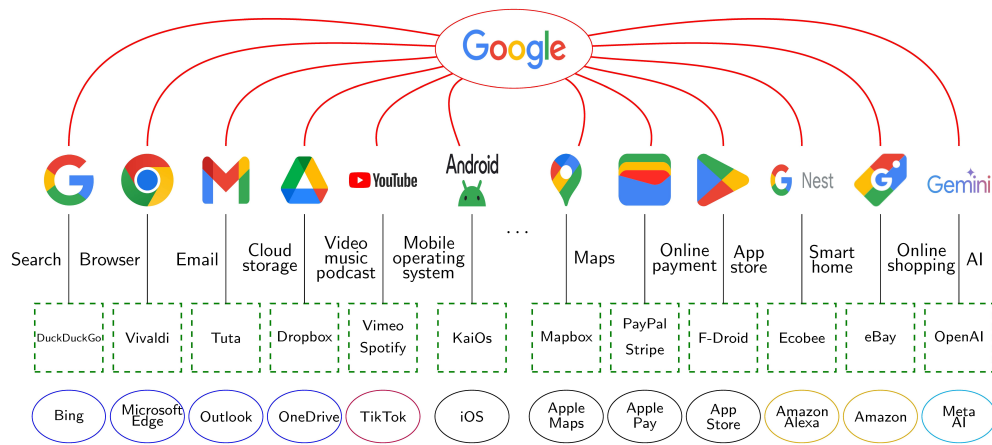 Google
Android
YouTube
Nest
Gemini
...
Search
Browser
Email
Cloud
storage
Video
music
podcast
Mobile
operating
system
Maps
Online
payment
App
store
Smart
home
Online
shopping
AI
DuckDuckGo
Vivaldi
Tuta
Dropbox
Vimeo
Spotify
KaiOs
Mapbox
PayPal
Stripe
F-Droid
Ecobee
eBay
OpenAI
Bing
Microsoft
Edge
Outlook
OneDrive
TikTok
iOS
Apple
Maps
Apple
Pay
App
Store
Amazon
Alexa
Amazon
Meta
AI